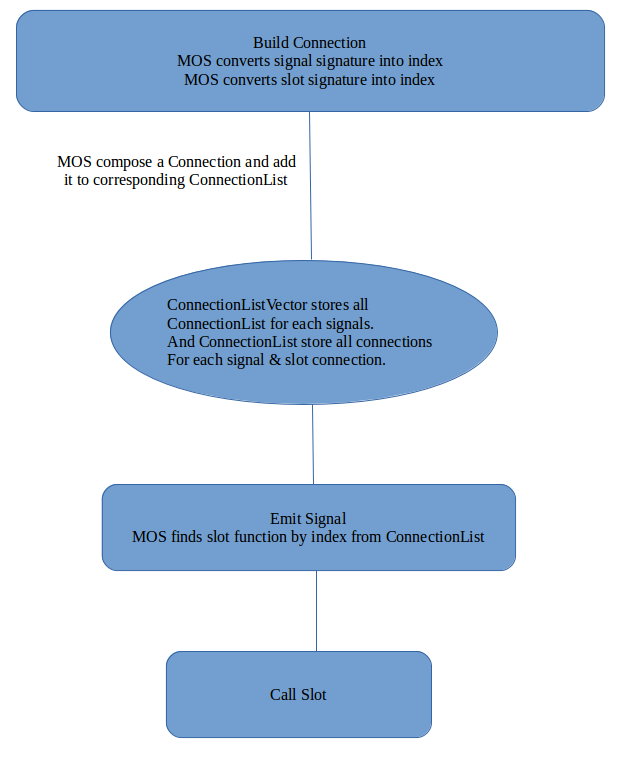 Build Connection
MOS converts signal signature into index
MOS converts slot signature into index
MOS compose a Connection and add
it to corresponding ConnectionList
ConnectionListVector stores all
ConnectionList for each signals.
And ConnectionList store all connections
For each signal & slot connection.
Emit Signal
MOS finds slot function by index from ConnectionList
Call Slot